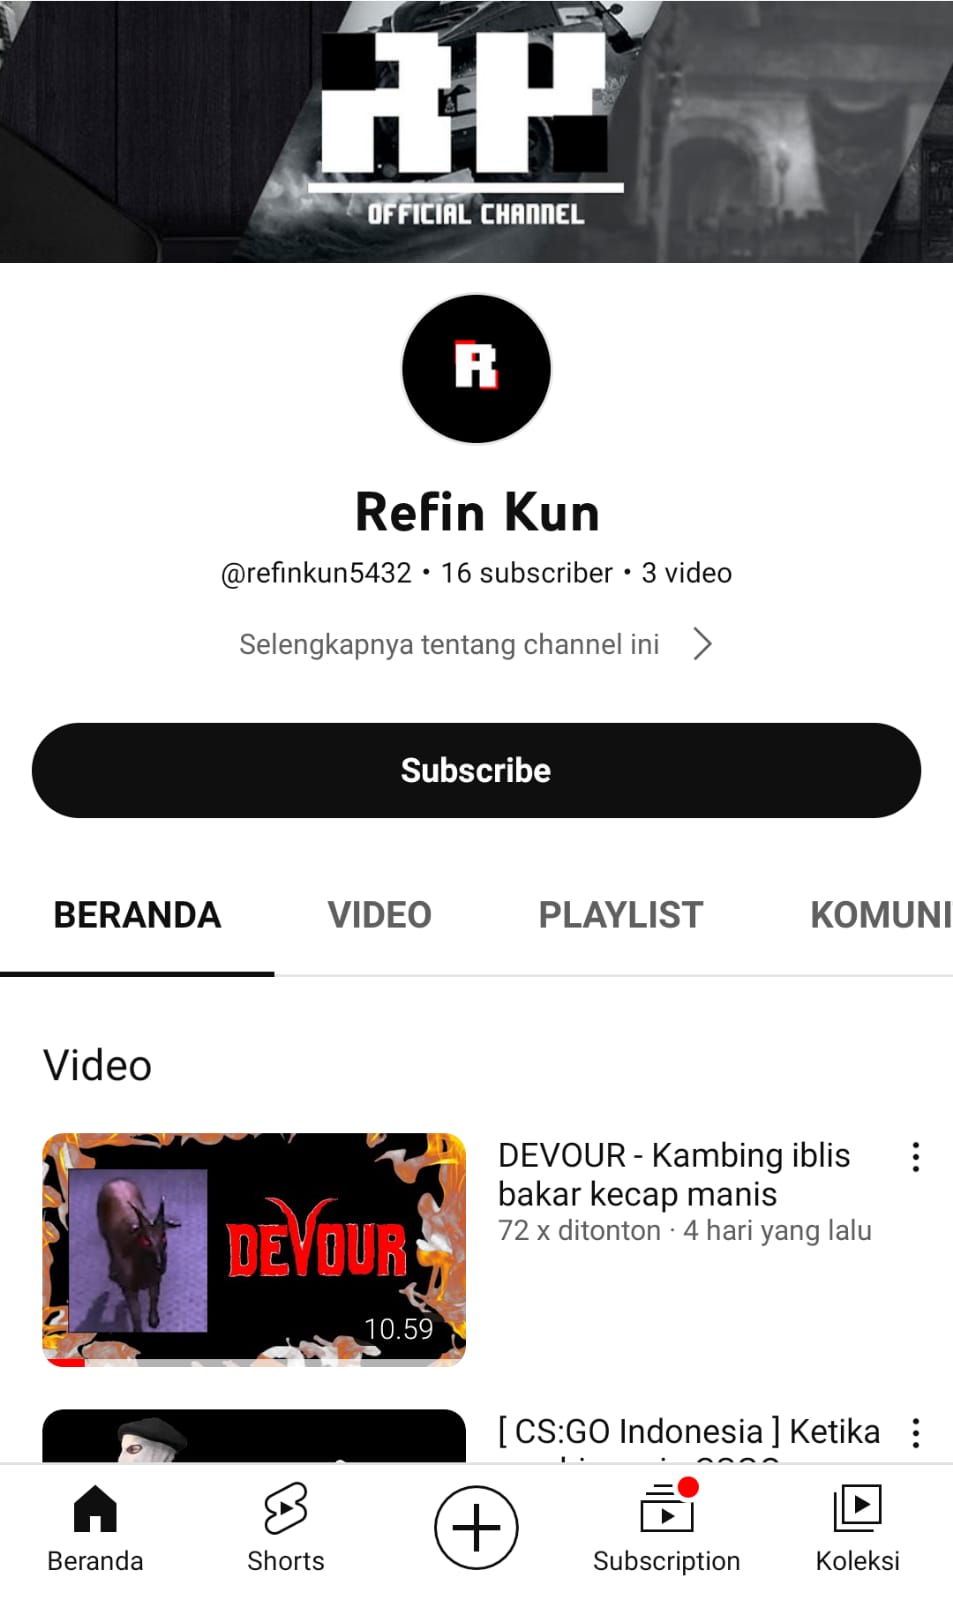 RK
OFFICIAL CHANNEL
R
Refin Kun
@refinkun5432 • 16 subscriber • 3 video
Selengkapnya tentang channel ini
Subscribe
BERANDA VIDEO PLAYLIST KOMUNI
Video
DEVOUR
10.59
DEVOUR - Kambing iblis
bakar kecap manis
72 x ditonton · 4 hari yang lalu
[ CS:GO Indonesia ] Ketika
Beranda Shorts Subscription Koleksi